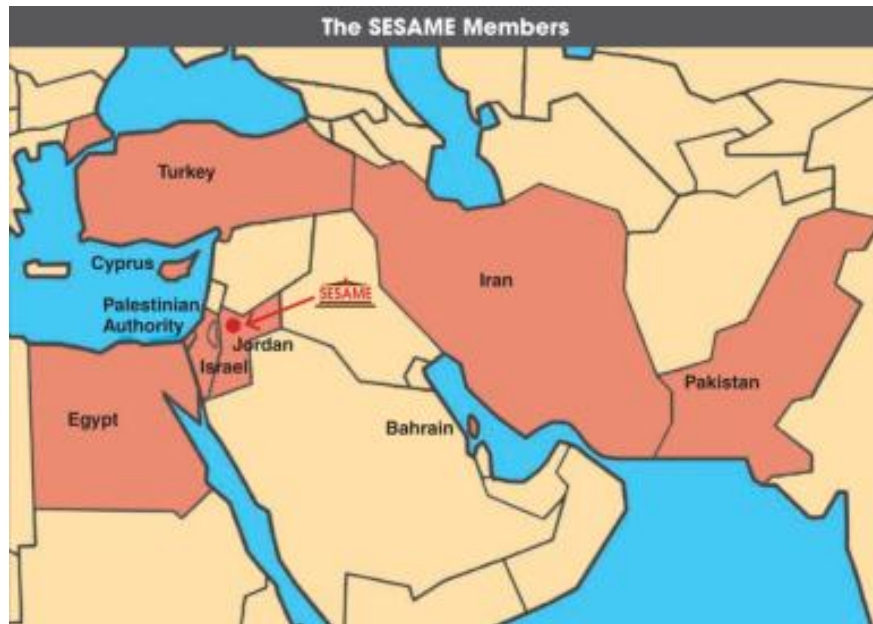 The SESAME Members
Turkey
Cyprus
Iran
SESAME
Palestinian
Authority
Jordan
Israel
Pakistan
Egypt
Bahrain